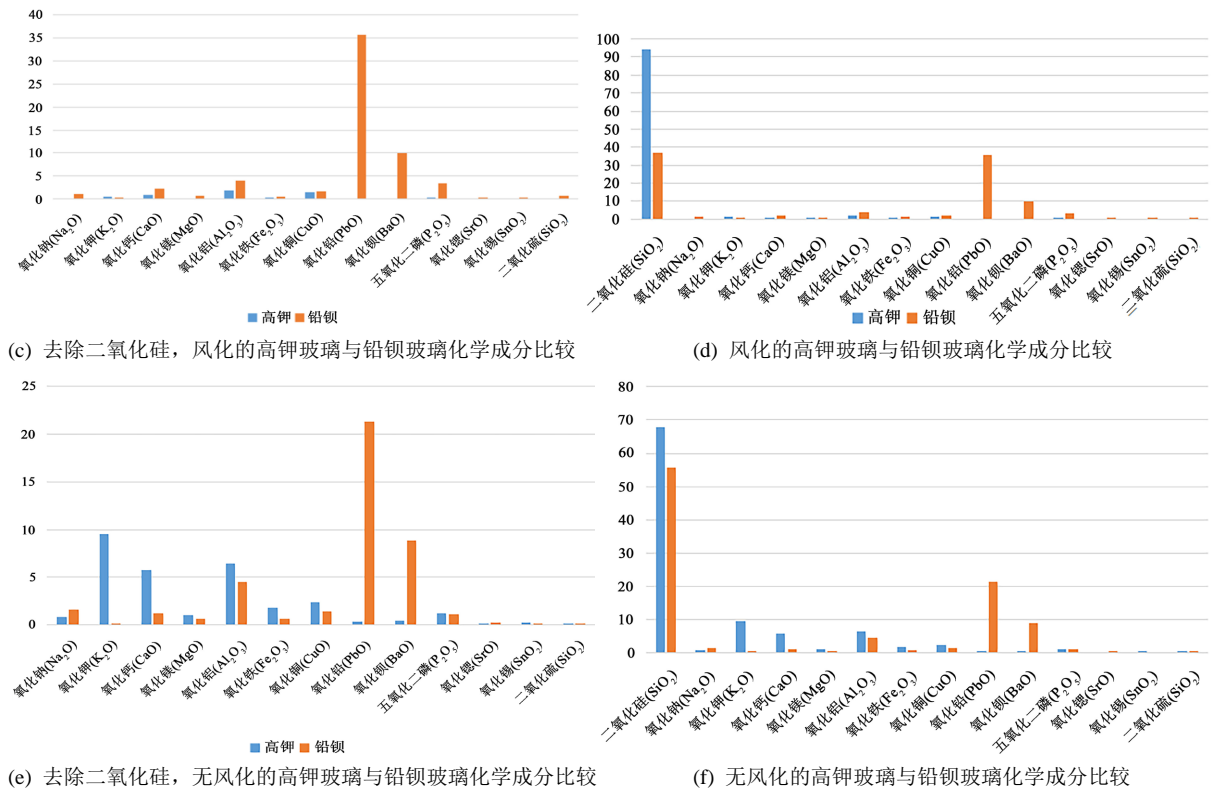 40
35
30
25
20
15
10
5
0
氧化钠(Na₂O)
氧化钾(K₂O)
氧化钙(CaO)
氧化镁(MgO)
氧化铝(Al₂O₃)
氧化铁(Fe₂O₃)
氧化铜(CuO)
氧化铅(PbO)
氧化钡(BaO)
五氧化二磷(P₂O₅)
氧化锶(SrO)
氧化锡(SnO₂)
二氧化硫(SiO₂)
高钾 铅钡
(c) 去除二氧化硅，风化的高钾玻璃与铅钡玻璃化学成分比较
100
90
80
70
60
50
40
30
20
10
0
二氧化硅(SiO₂)
氧化钠(Na₂O)
氧化钾(K₂O)
氧化钙(CaO)
氧化镁(MgO)
氧化铝(Al₂O₃)
氧化铁(Fe₂O₃)
氧化铜(CuO)
氧化铅(PbO)
氧化钡(BaO)
五氧化二磷(P₂O₅)
氧化锶(SrO)
氧化锡(SnO₂)
二氧化硫(SiO₂)
高钾 铅钡
(d) 风化的高钾玻璃与铅钡玻璃化学成分比较
25
20
15
10
5
0
氧化钠(Na₂O)
氧化钾(K₂O)
氧化钙(CaO)
氧化镁(MgO)
氧化铝(Al₂O₃)
氧化铁(Fe₂O₃)
氧化铜(CuO)
氧化铅(PbO)
氧化钡(BaO)
五氧化二磷(P₂O₅)
氧化锶(SrO)
氧化锡(SnO₂)
二氧化硫(SiO₂)
高钾 铅钡
(e) 去除二氧化硅，无风化的高钾玻璃与铅钡玻璃化学成分比较
80
70
60
50
40
30
20
10
0
二氧化硅(SiO₂)
氧化钠(Na₂O)
氧化钾(K₂O)
氧化钙(CaO)
氧化镁(MgO)
氧化铝(Al₂O₃)
氧化铁(Fe₂O₃)
氧化铜(CuO)
氧化铅(PbO)
氧化钡(BaO)
五氧化二磷(P₂O₅)
氧化锶(SrO)
氧化锡(SnO₂)
二氧化硫(SiO₂)
(f) 无风化的高钾玻璃与铅钡玻璃化学成分比较